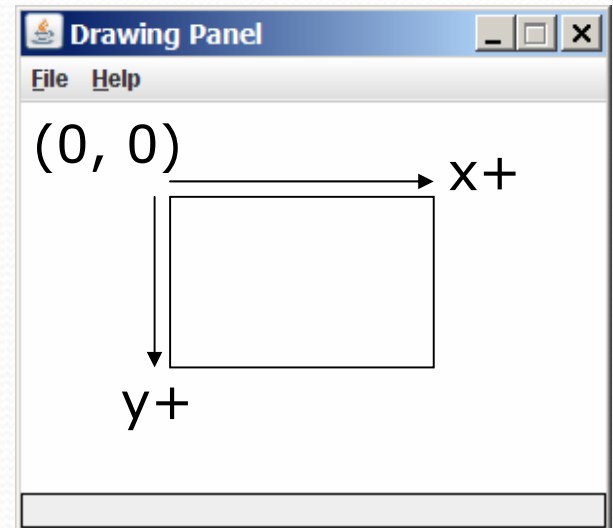 Drawing Panel
File Help
(0, 0)
x+
y+